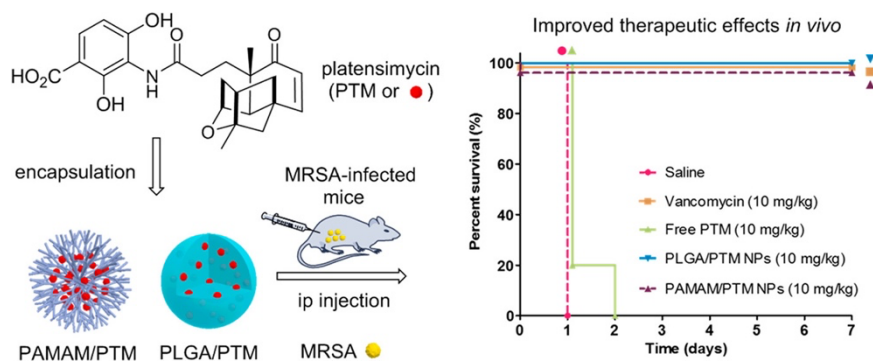 OH
O
O
HO₂C
NH
OH
O
platensimycin
(PTM or )
encapsulation
MRSA-infected
mice
ip injection
PAMAM/PTM
PLGA/PTM
MRSA
Improved therapeutic effects in vivo
Percent survival (%)
100
80
60
40
20
0
Saline
Vancomycin (10 mg/kg)
Free PTM (10 mg/kg)
PLGA/PTM NPs (10 mg/kg)
PAMAM/PTM NPs (10 mg/kg)
0 1 2 3 4 5 6 7
Time (days)